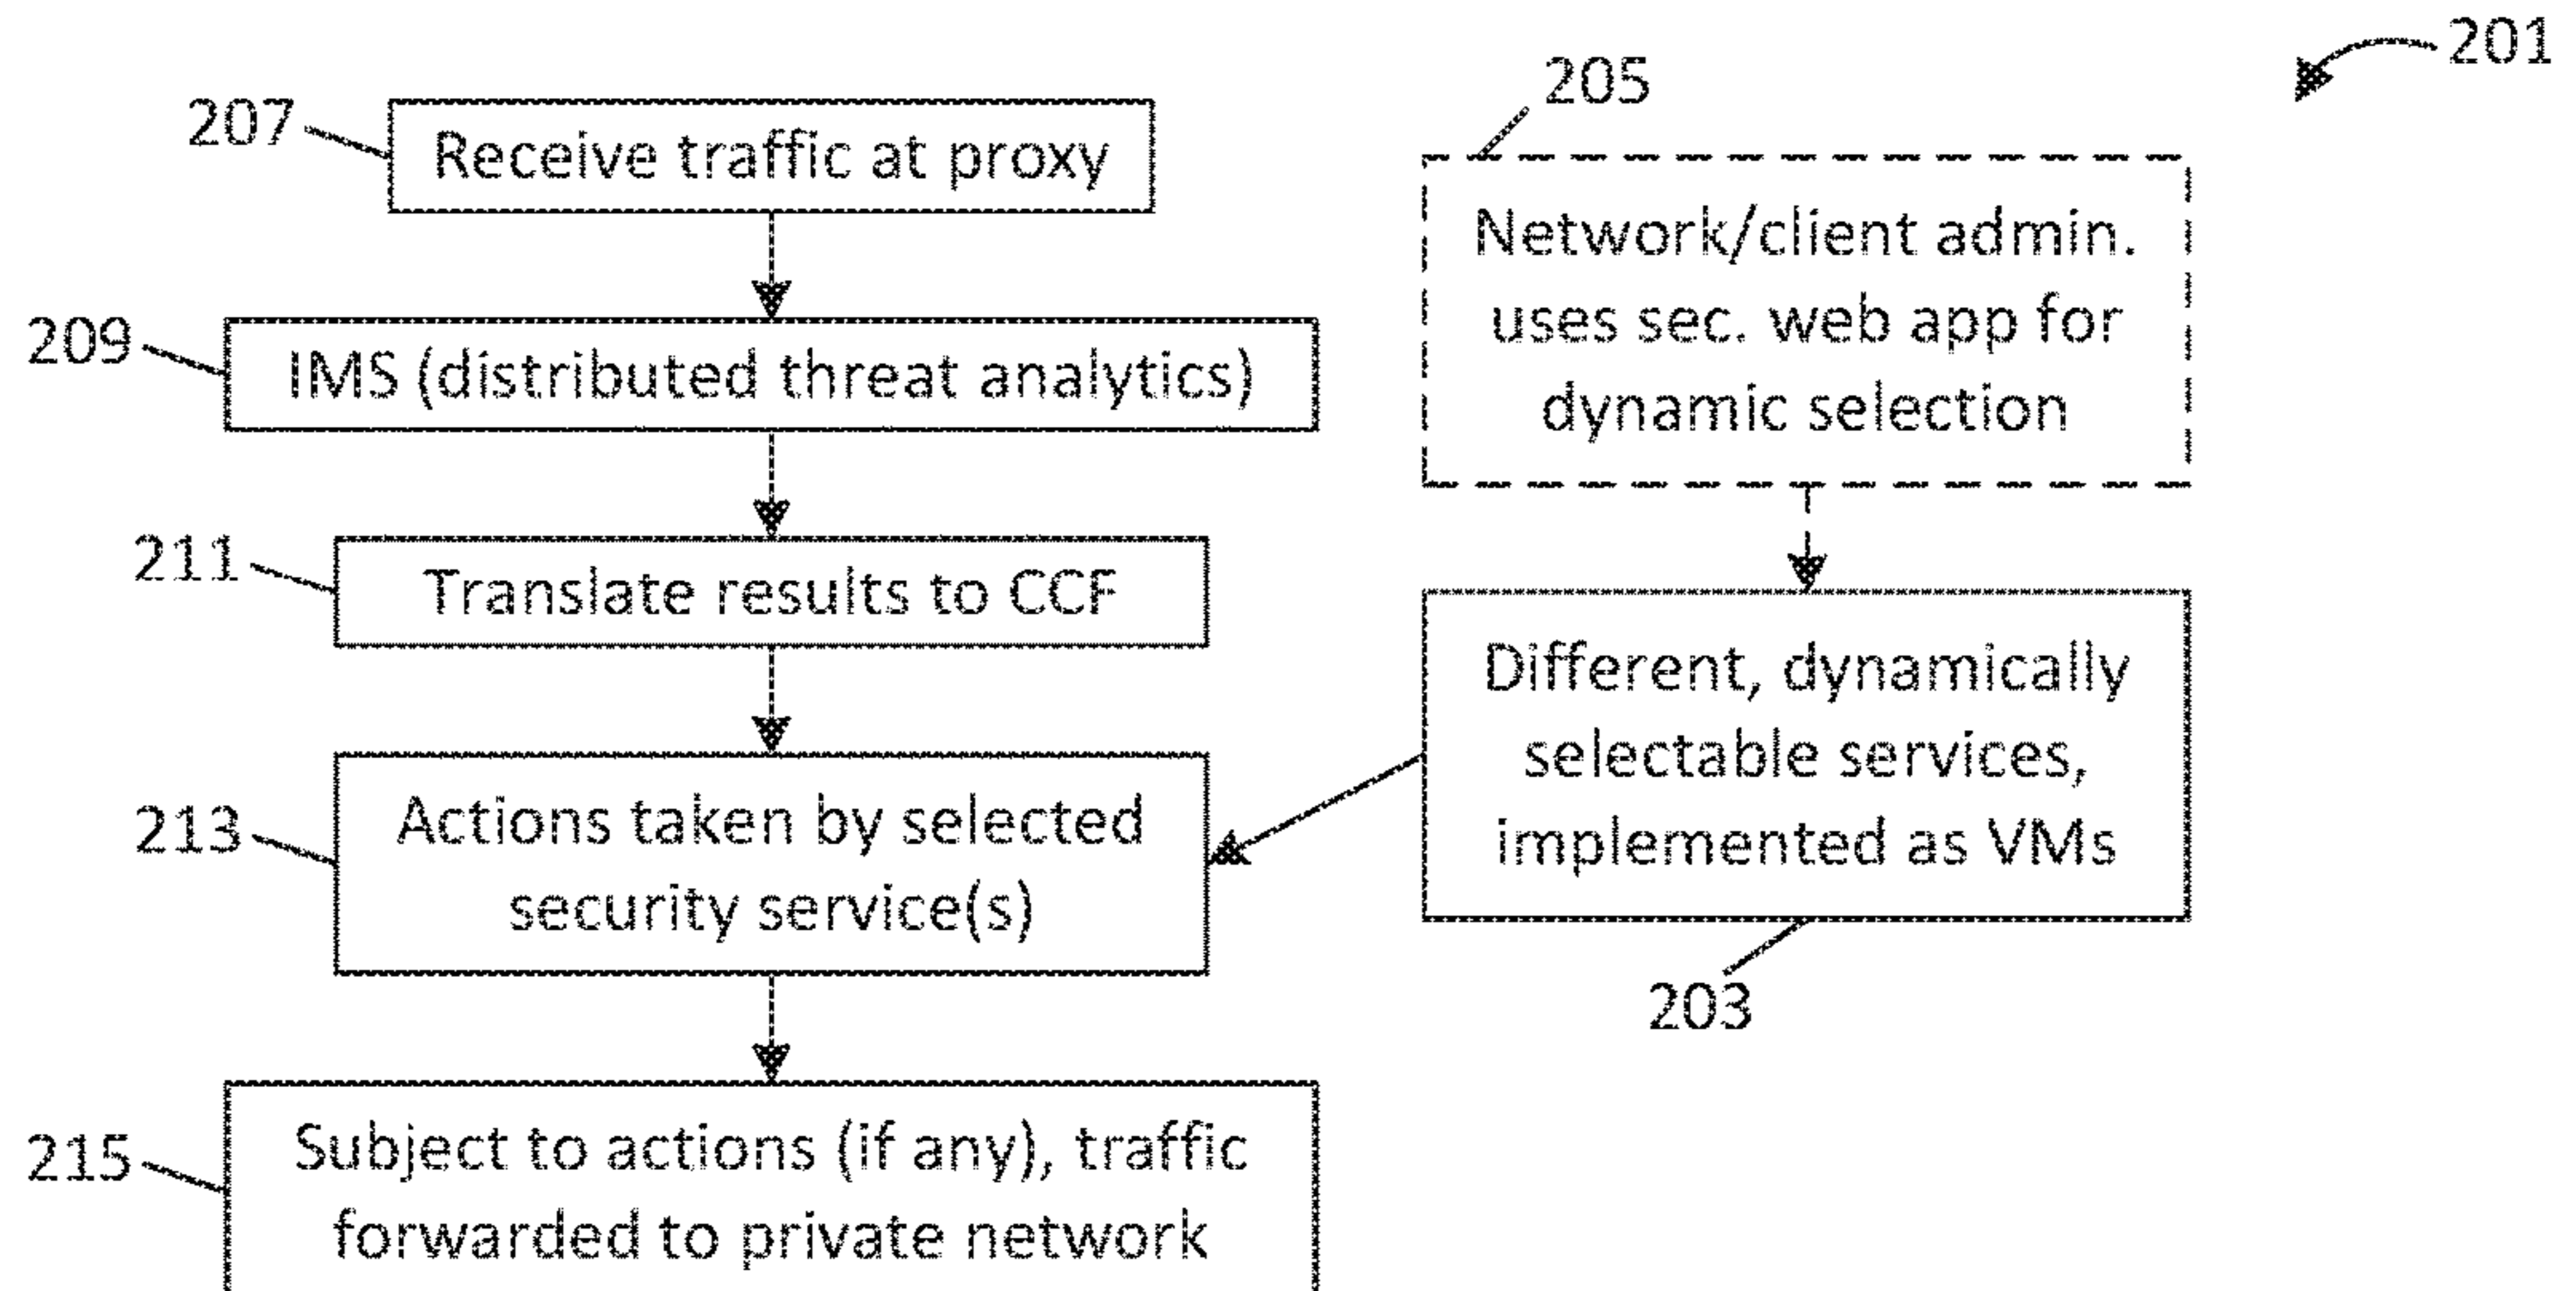 201
205
207
Receive traffic at proxy
Network/client admin.
uses sec. web app for
dynamic selection
209
IMS (distributed threat analytics)
211
Translate results to CCF
Different, dynamically
selectable services,
implemented as VMs
203
213
Actions taken by selected
security service(s)
215
Subject to actions (if any), traffic
forwarded to private network